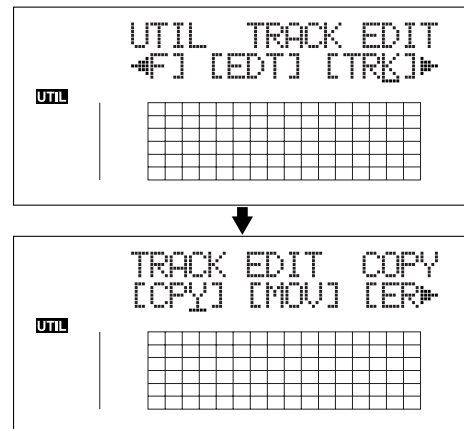 UTIL TRACK EDIT
◀F] [EDT] [TRK]▶
UTIL
TRACK EDIT COPY
[CPY] [MOV] [ER▶
UTIL